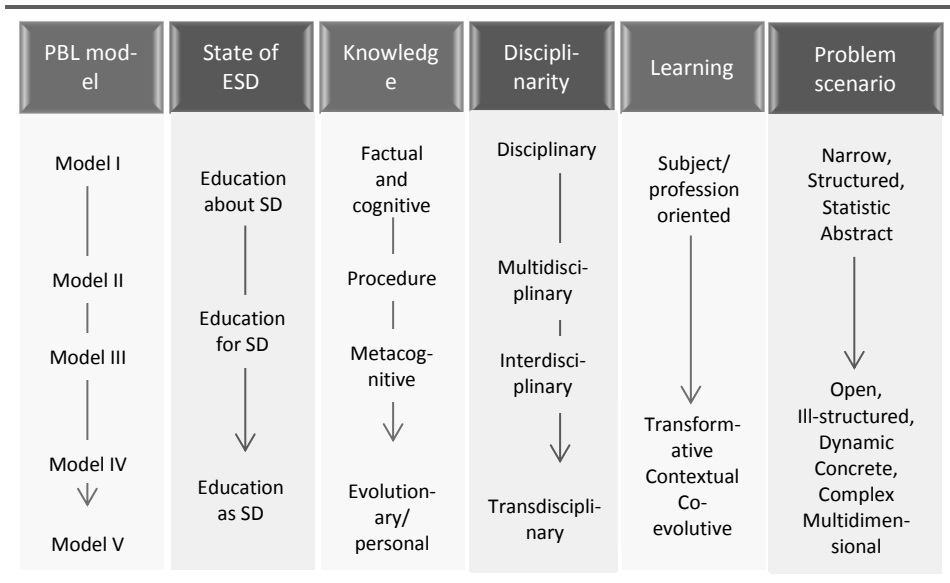 PBL mod-
el
State of
ESD
Knowledg
e
Discipli-
narity
Learning
Problem
scenario
Model I
Model II
Model III
Model IV
Model V
Education
about SD
Education
for SD
Education
as SD
Factual
and
cognitive
Procedure
Metacog-
nitive
Evolution-
ary/
personal
Disciplinary
Multidisci-
plinary
Interdisci-
plinary
Transdiscipli-
nary
Subject/
profession
oriented
Transform-
ative
Contextual
Co-
evolutive
Narrow,
Structured,
Statistic
Abstract
Open,
Ill-structured,
Dynamic
Concrete,
Complex
Multidimen-
sional